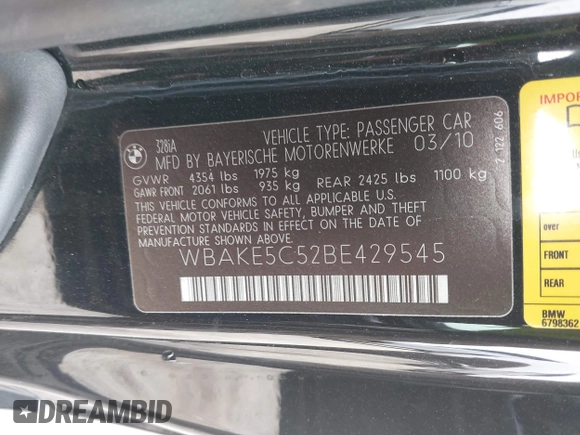 328iA
VEHICLE TYPE: PASSENGER CAR
MFD BY BAYERISCHE MOTORENWERKE 03/10
GVWR 4354 lbs 1975 kg
GAWR FRONT 2061 lbs 935 kg REAR 2425 lbs 1100 kg
THIS VEHICLE CONFORMS TO ALL APPLICABLE U.S.
FEDERAL MOTOR VEHICLE SAFETY, BUMPER AND THEFT
PREVENTION STANDARDS IN EFFECT ON THE DATE OF
MANUFACTURE SHOWN ABOVE.
WBAKE5C52BE429545
2 122 606
IMPOR
over
FRONT
REAR
BMW
6798362
DREAMBID